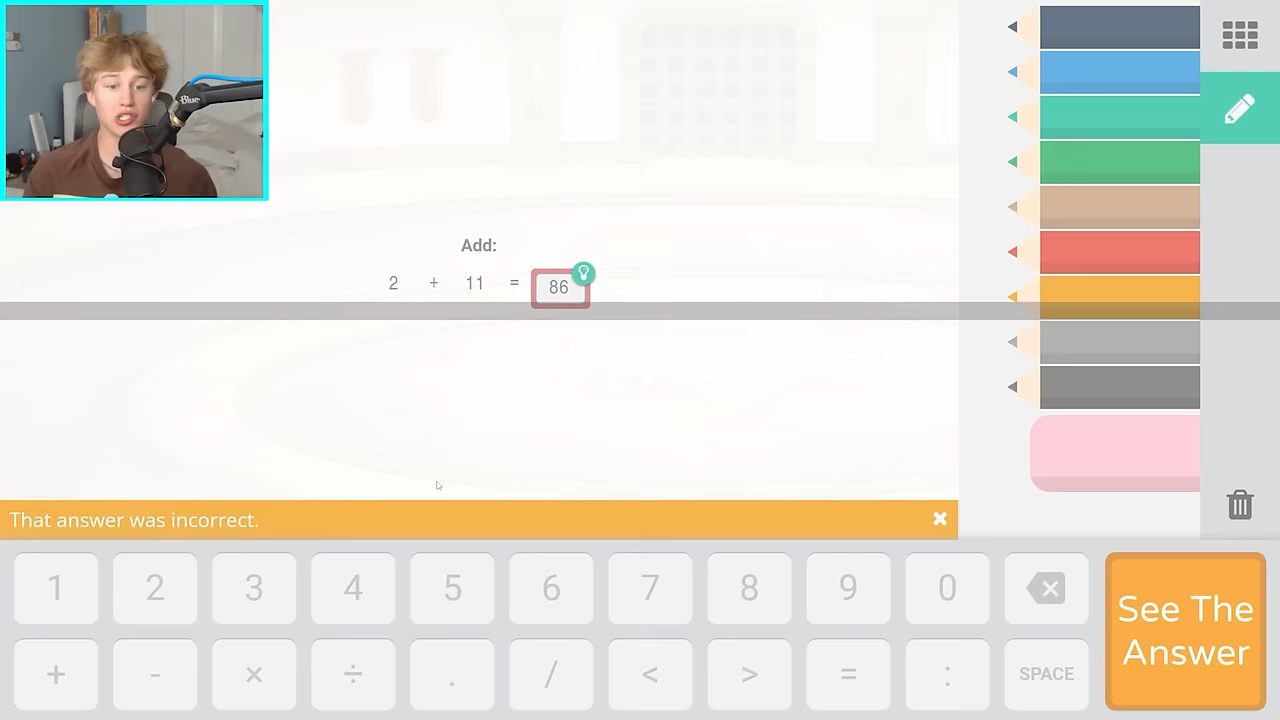 Blue
Add:
2 + 11 = 86
That answer was incorrect.
1 2 3 4 5 6 7 8 9 0
+ - × ÷ . / < > = : SPACE
See The
Answer